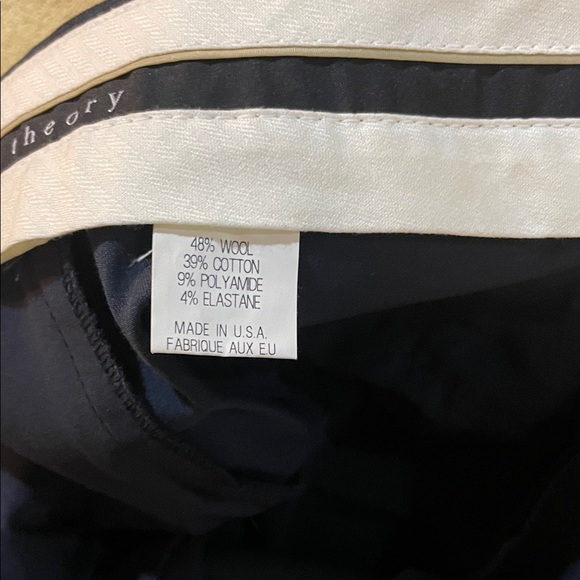 theory
48% WOOL
39% COTTON
9% POLYAMIDE
4% ELASTANE
MADE IN U.S.A.
FABRIQUE AUX E.U